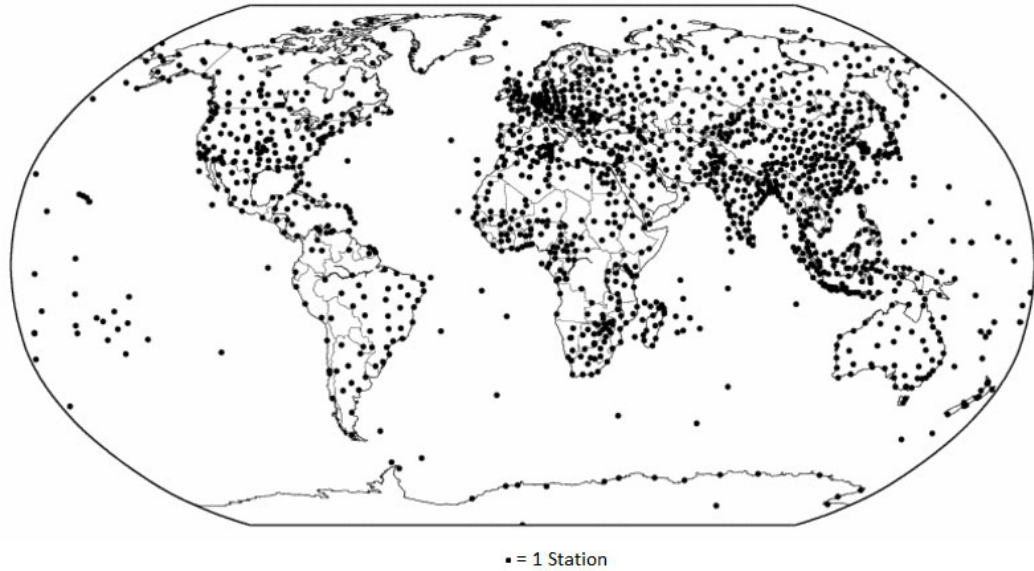 ▪ = 1 Station